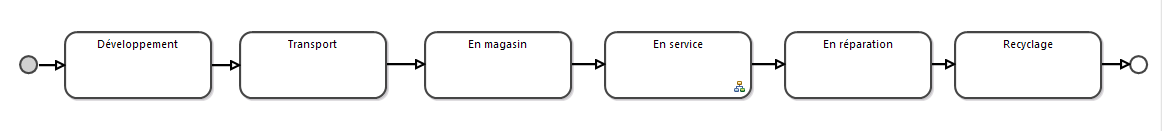 Développement
Transport
En magasin
En service
En réparation
Recyclage